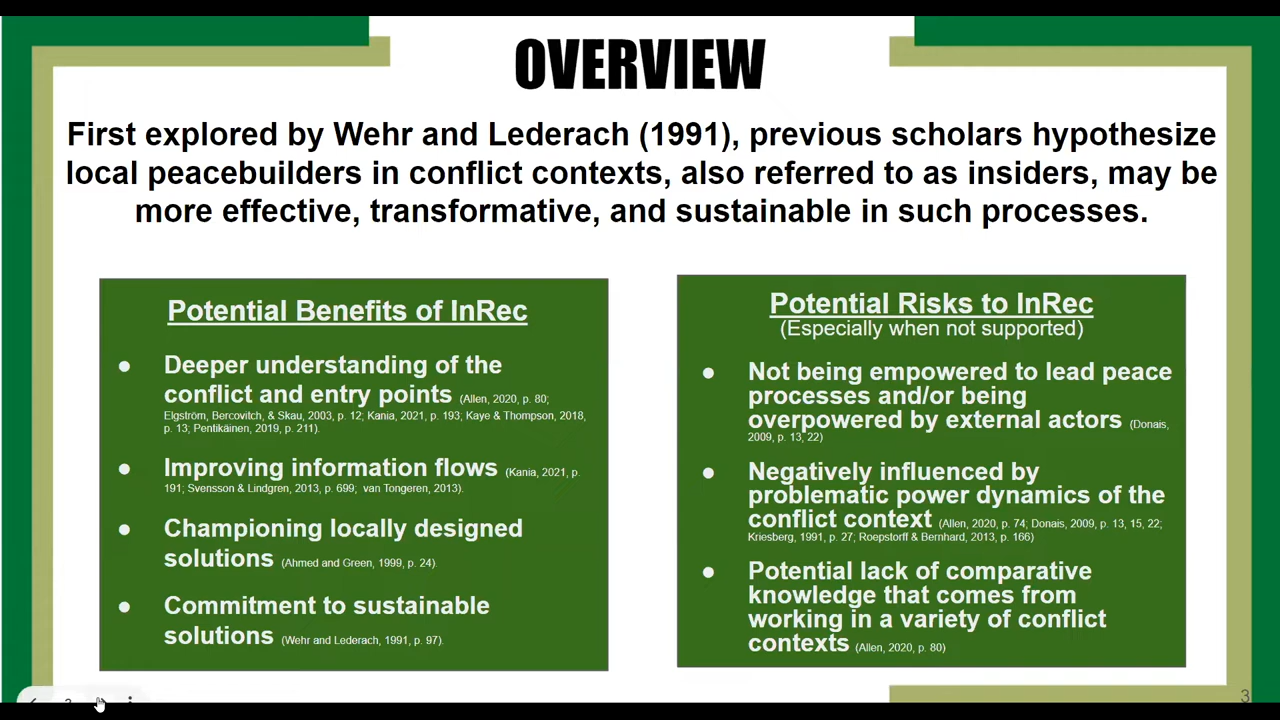 OVERVIEW
First explored by Wehr and Lederach (1991), previous scholars hypothesize
local peacebuilders in conflict contexts, also referred to as insiders, may be
more effective, transformative, and sustainable in such processes.
Potential Benefits of InRec
● Deeper understanding of the
conflict and entry points (Allen, 2020, p. 80;
Elgström, Bercovitch, & Skau, 2003, p. 12; Kania, 2021, p. 193; Kaye & Thompson, 2018,
p. 13; Pentikäinen, 2019, p. 211).
● Improving information flows (Kania, 2021, p.
191; Svensson & Lindgren, 2013, p. 699; van Tongeren, 2013).
● Championing locally designed
solutions (Ahmed and Green, 1999, p. 24).
● Commitment to sustainable
solutions (Wehr and Lederach, 1991, p. 97).
Potential Risks to InRec
(Especially when not supported)
● Not being empowered to lead peace
processes and/or being
overpowered by external actors (Donais,
2009, p. 13, 22)
● Negatively influenced by
problematic power dynamics of the
conflict context (Allen, 2020, p. 74; Donais, 2009, p. 13, 15, 22;
Kriesberg, 1991, p. 27; Roepstorff & Bernhard, 2013, p. 166)
● Potential lack of comparative
knowledge that comes from
working in a variety of conflict
contexts (Allen, 2020, p. 80)
3